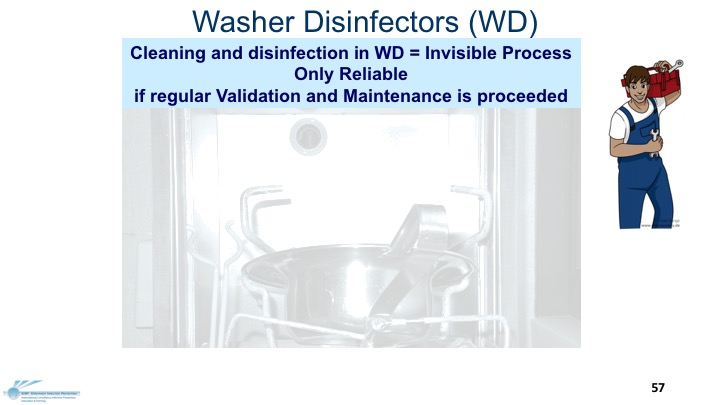 Washer Disinfectors (WD)
Cleaning and disinfection in WD = Invisible Process
Only Reliable
if regular Validation and Maintenance is proceeded
57